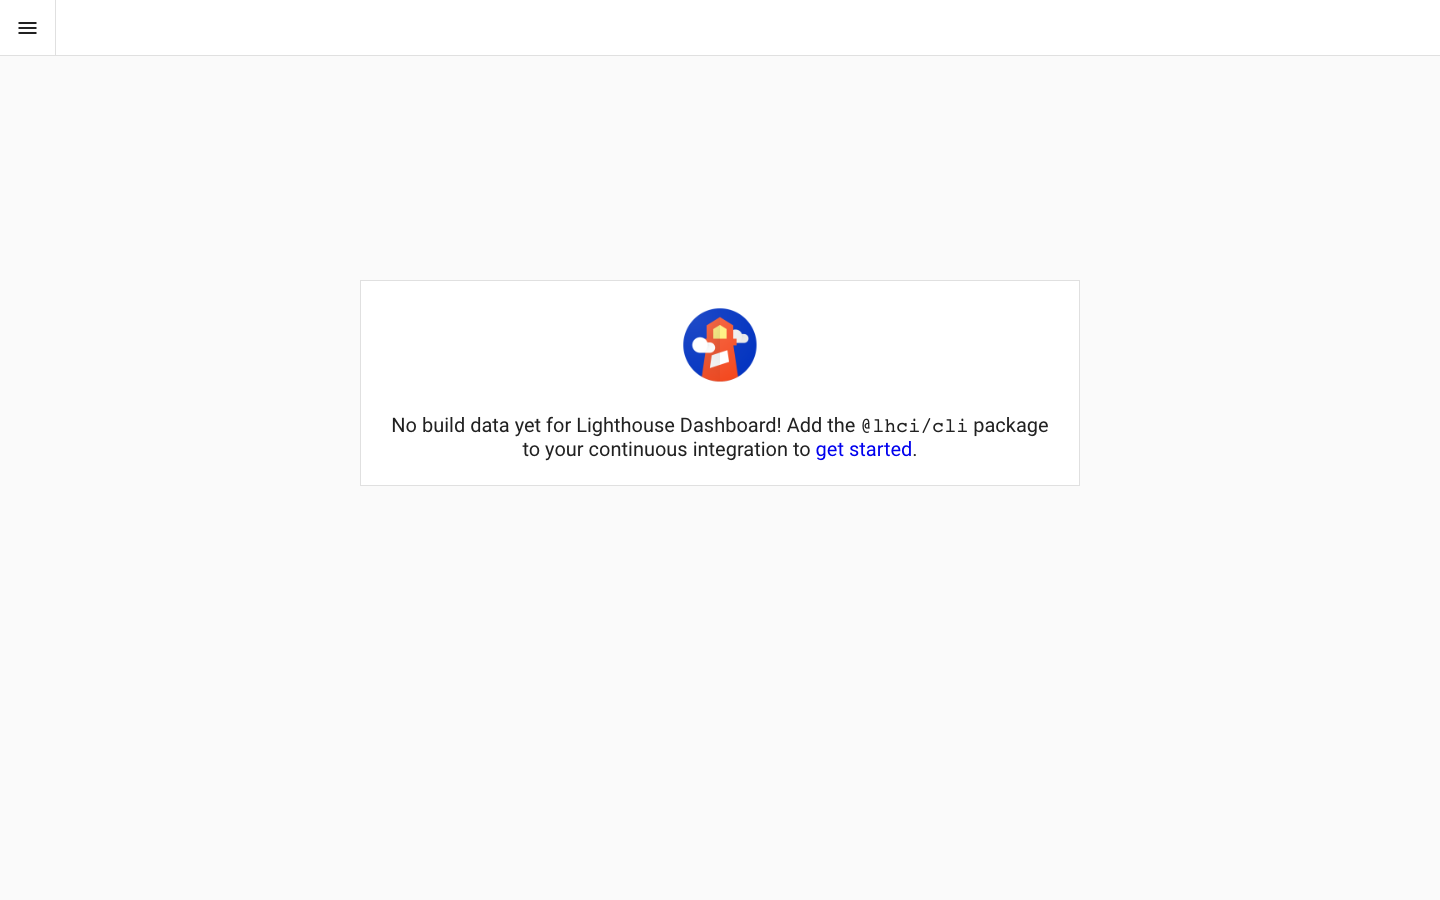 No build data yet for Lighthouse Dashboard! Add the @lhci/cli package
to your continuous integration to get started.